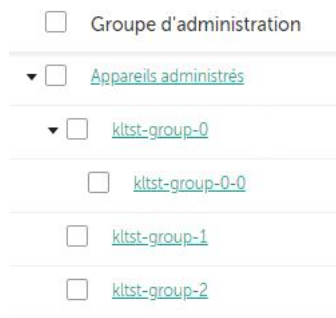 Groupe d'administration
Appareils administrés
kltst-group-0
kltst-group-0-0
kltst-group-1
kltst-group-2